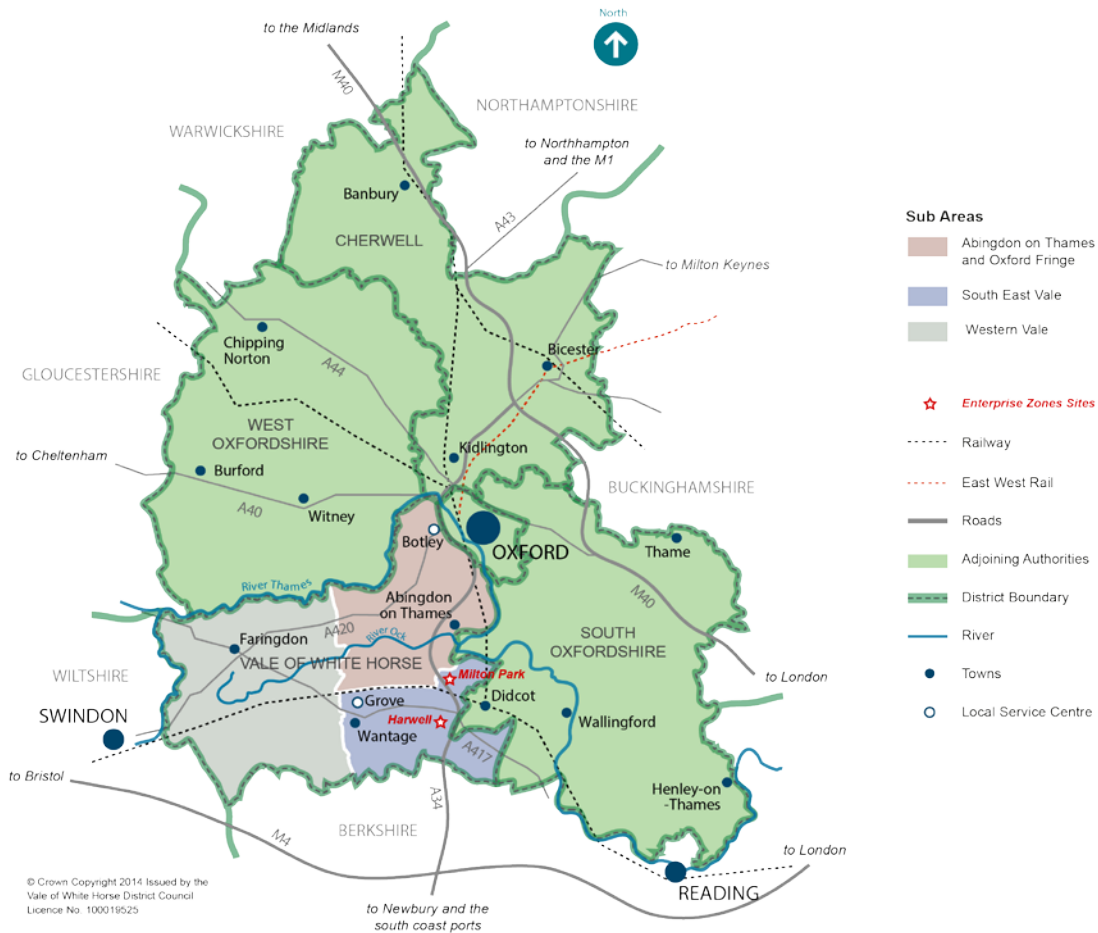 North
to the Midlands
M40
NORTHAMPTONSHIRE
WARWICKSHIRE
to Northhampton
and the M1
Banbury
A43
CHERWELL
to Milton Keynes
Chipping
Norton
Bicester
A44
GLOUCESTERSHIRE
WEST
OXFORDSHIRE
Kidlington
to Cheltenham
Burford
A40
Witney
BUCKINGHAMSHIRE
Botley
OXFORD
Thame
River Thames
M40
Abingdon
on Thames
A420
River Ock
Faringdon
SOUTH
OXFORDSHIRE
VALE OF WHITE HORSE
WILTSHIRE
Milton Park
Didcot
Grove
SWINDON
Harwell
Wantage
Wallingford
to London
A417
to Bristol
A34
Henley-on
-Thames
BERKSHIRE
M4
to London
READING
to Newbury and the
south coast ports
Sub Areas
Abingdon on Thames
and Oxford Fringe
South East Vale
Western Vale
Enterprise Zones Sites
Railway
East West Rail
Roads
Adjoining Authorities
District Boundary
River
Towns
Local Service Centre
© Crown Copyright 2014 Issued by the
Vale of White Horse District Council
Licence No. 100019525